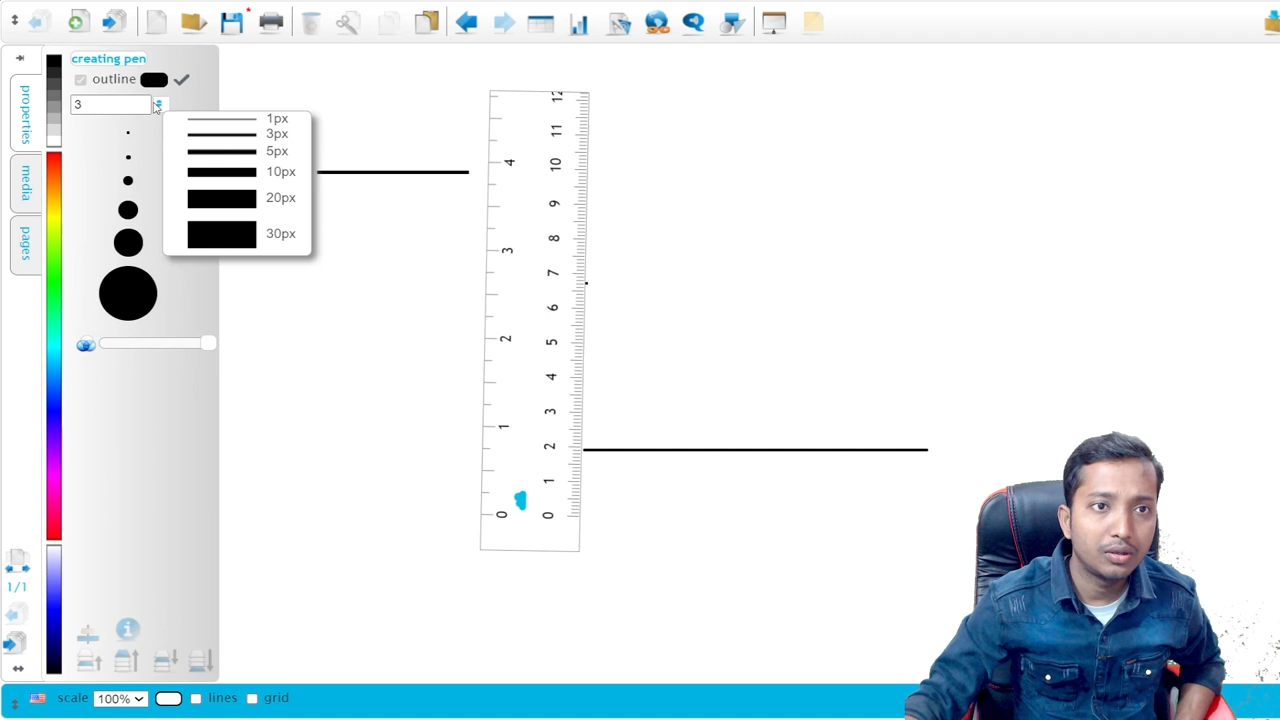 creating pen
outline
3
1px
3px
5px
10px
20px
30px
properties
media
pages
1/1
4
3
2
1
0
12
11
10
9
8
7
6
5
4
3
2
1
0
scale 100% lines grid